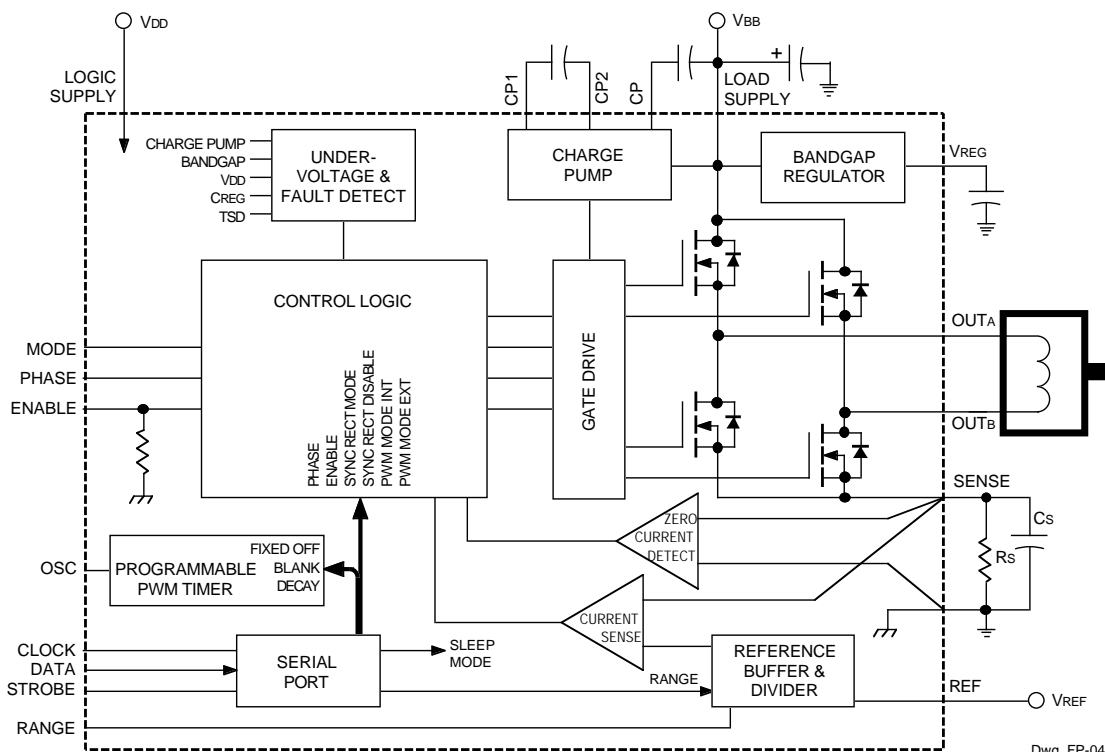 VDD
VBB
LOGIC
SUPPLY
CP1
CP2
CP
+
LOAD
SUPPLY
CHARGE PUMP
BANDGAP
VDD
CREG
TSD
UNDER-
VOLTAGE &
FAULT DETECT
CHARGE
PUMP
BANDGAP
REGULATOR
VREG
CONTROL LOGIC
MODE
PHASE
ENABLE
PHASE
ENABLE
SYNC RECT MODE
SYNC RECT DISABLE
PWM MODE INT
PWM MODE EXT
GATE DRIVE
OUTA
OUTB
SENSE
CS
RS
ZERO
CURRENT
DETECT
OSC
PROGRAMMABLE
PWM TIMER
FIXED OFF
BLANK
DECAY
CURRENT
SENSE
CLOCK
DATA
STROBE
RANGE
SERIAL
PORT
SLEEP
MODE
RANGE
REFERENCE
BUFFER &
DIVIDER
REF
VREF
Dwg. FP-04